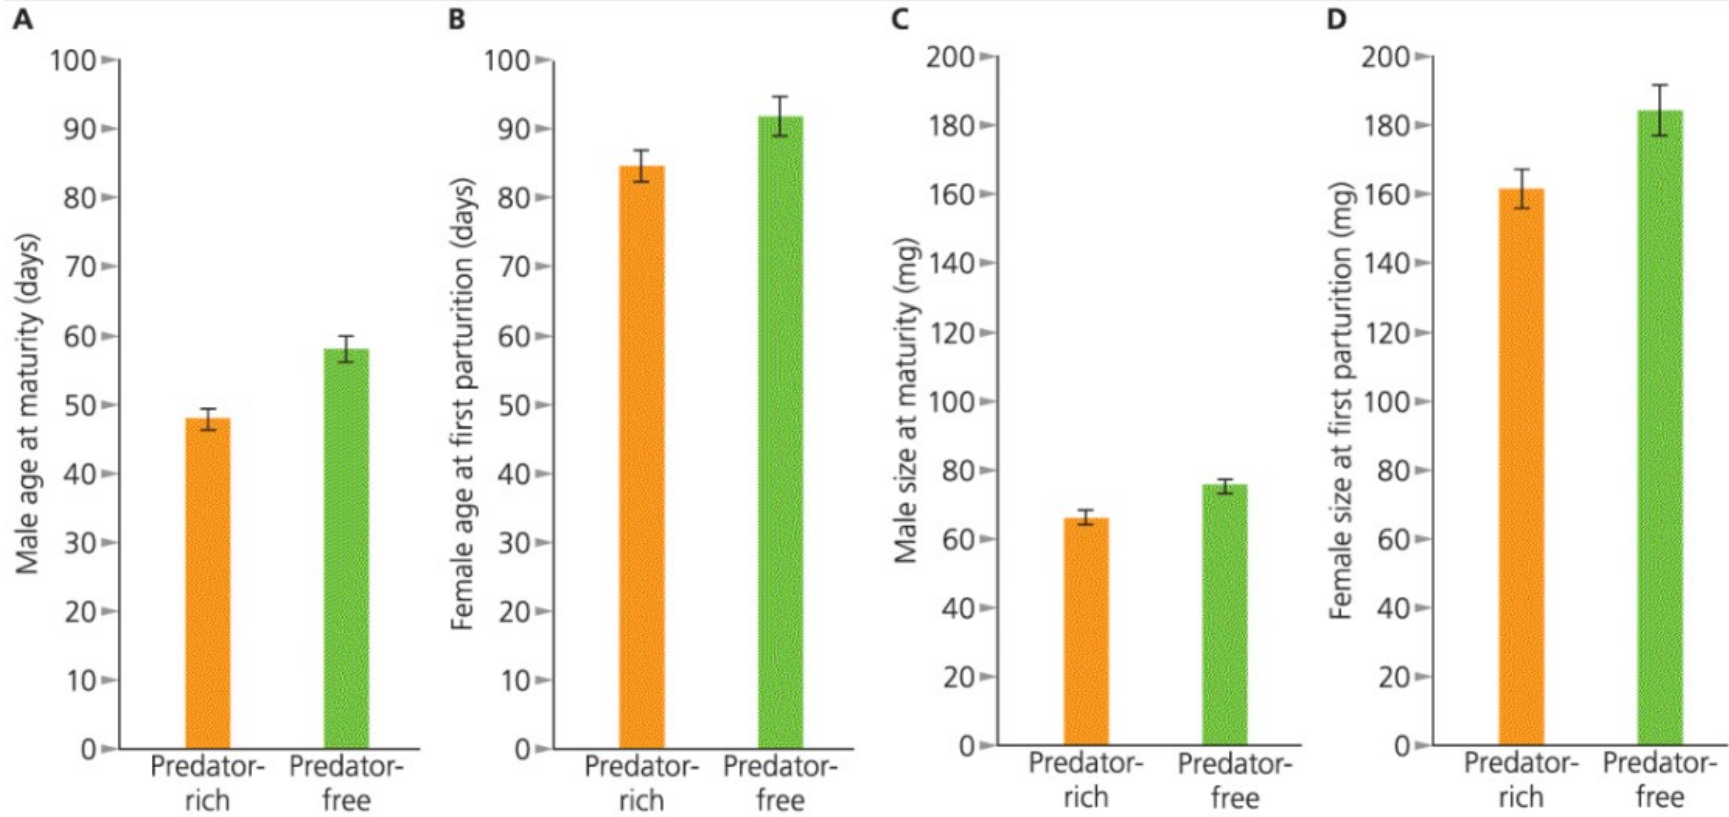 A
Male age at maturity (days)
100
90
80
70
60
50
40
30
20
10
0
Predator-
rich
Predator-
free
B
Female age at first parturition (days)
100
90
80
70
60
50
40
30
20
10
0
Predator-
rich
Predator-
free
C
Male size at maturity (mg)
200
180
160
140
120
100
80
60
40
20
0
Predator-
rich
Predator-
free
D
Female size at first parturition (mg)
200
180
160
140
120
100
80
60
40
20
0
Predator-
rich
Predator-
free